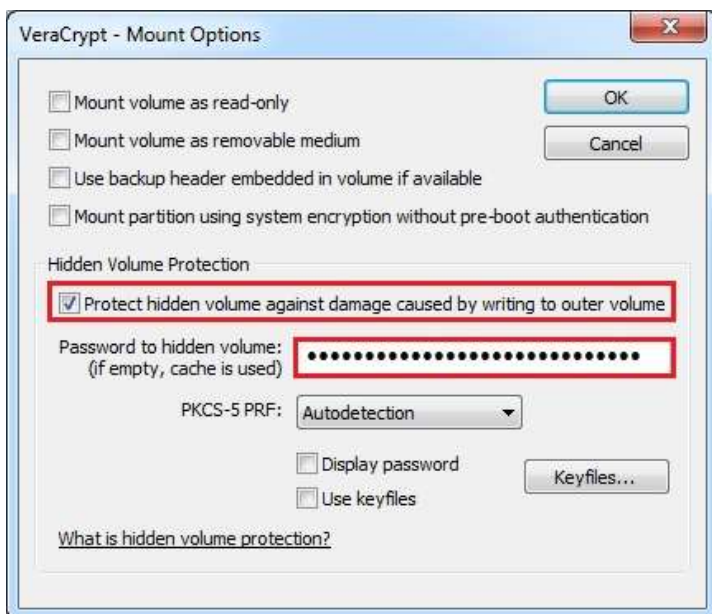 VeraCrypt - Mount Options
Mount volume as read-only
OK
Mount volume as removable medium
Cancel
Use backup header embedded in volume if available
Mount partition using system encryption without pre-boot authentication
Hidden Volume Protection
Protect hidden volume against damage caused by writing to outer volume
Password to hidden volume:
(if empty, cache is used)
PKCS-5 PRF:
Autodetection
Display password
Keyfiles...
Use keyfiles
What is hidden volume protection?